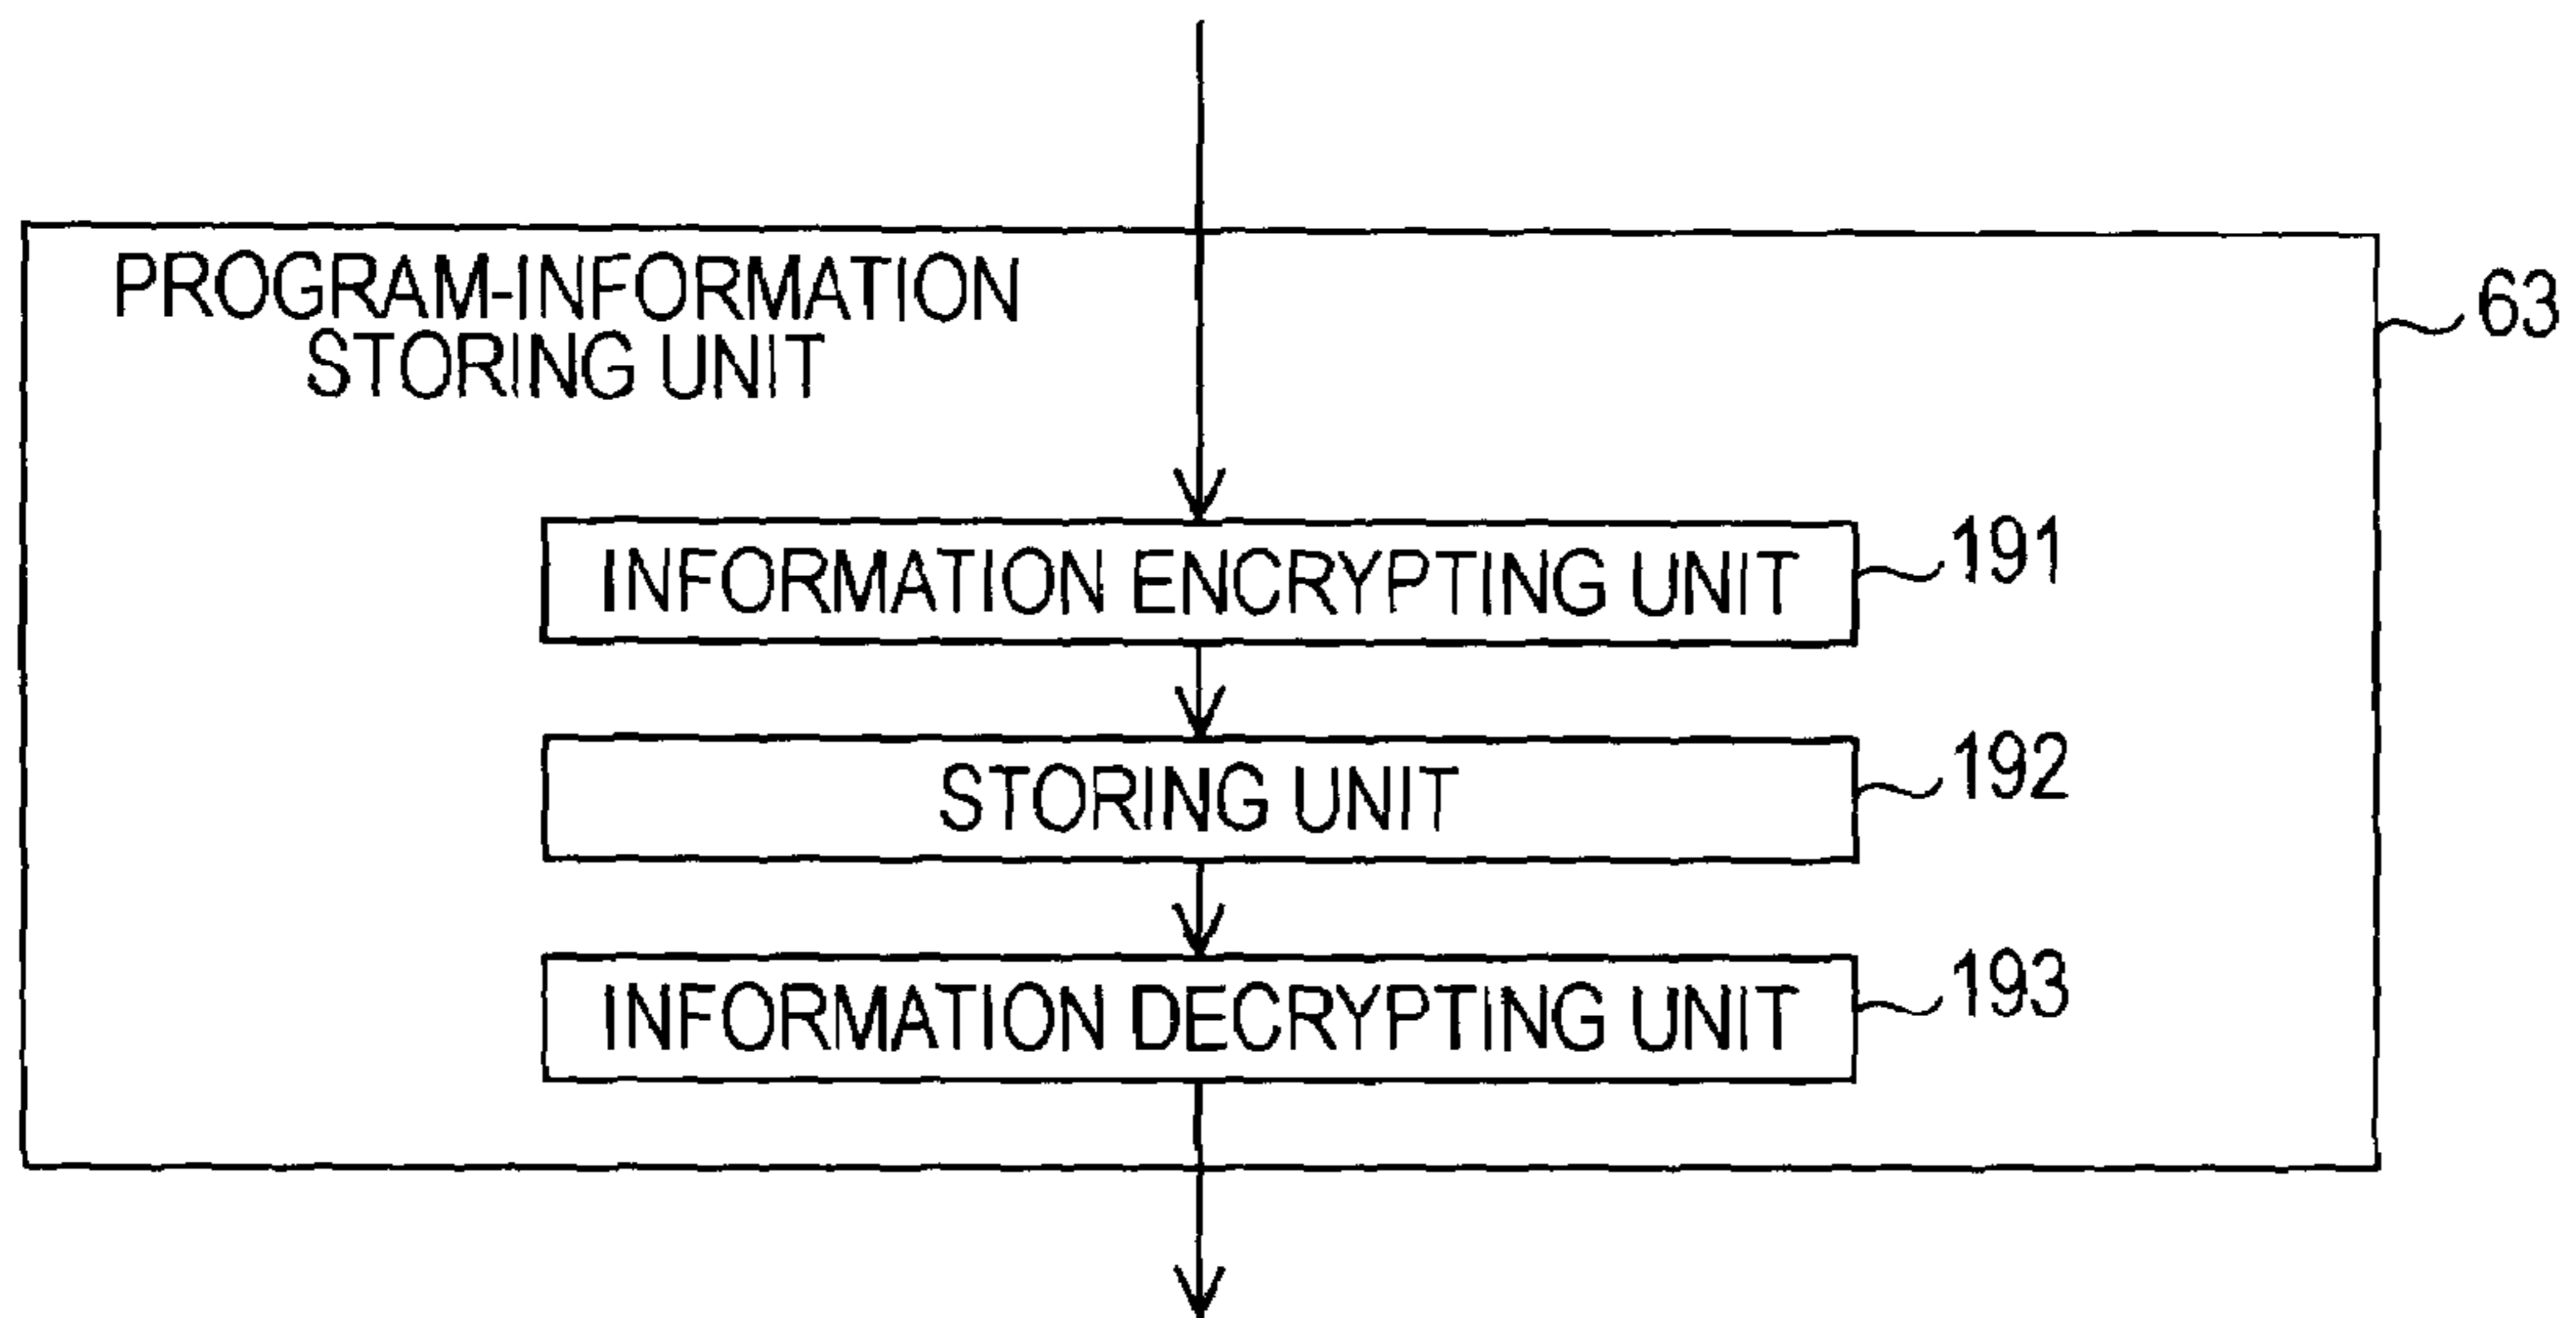 PROGRAM-INFORMATION
STORING UNIT
63
INFORMATION ENCRYPTING UNIT
191
STORING UNIT
192
INFORMATION DECRYPTING UNIT
193